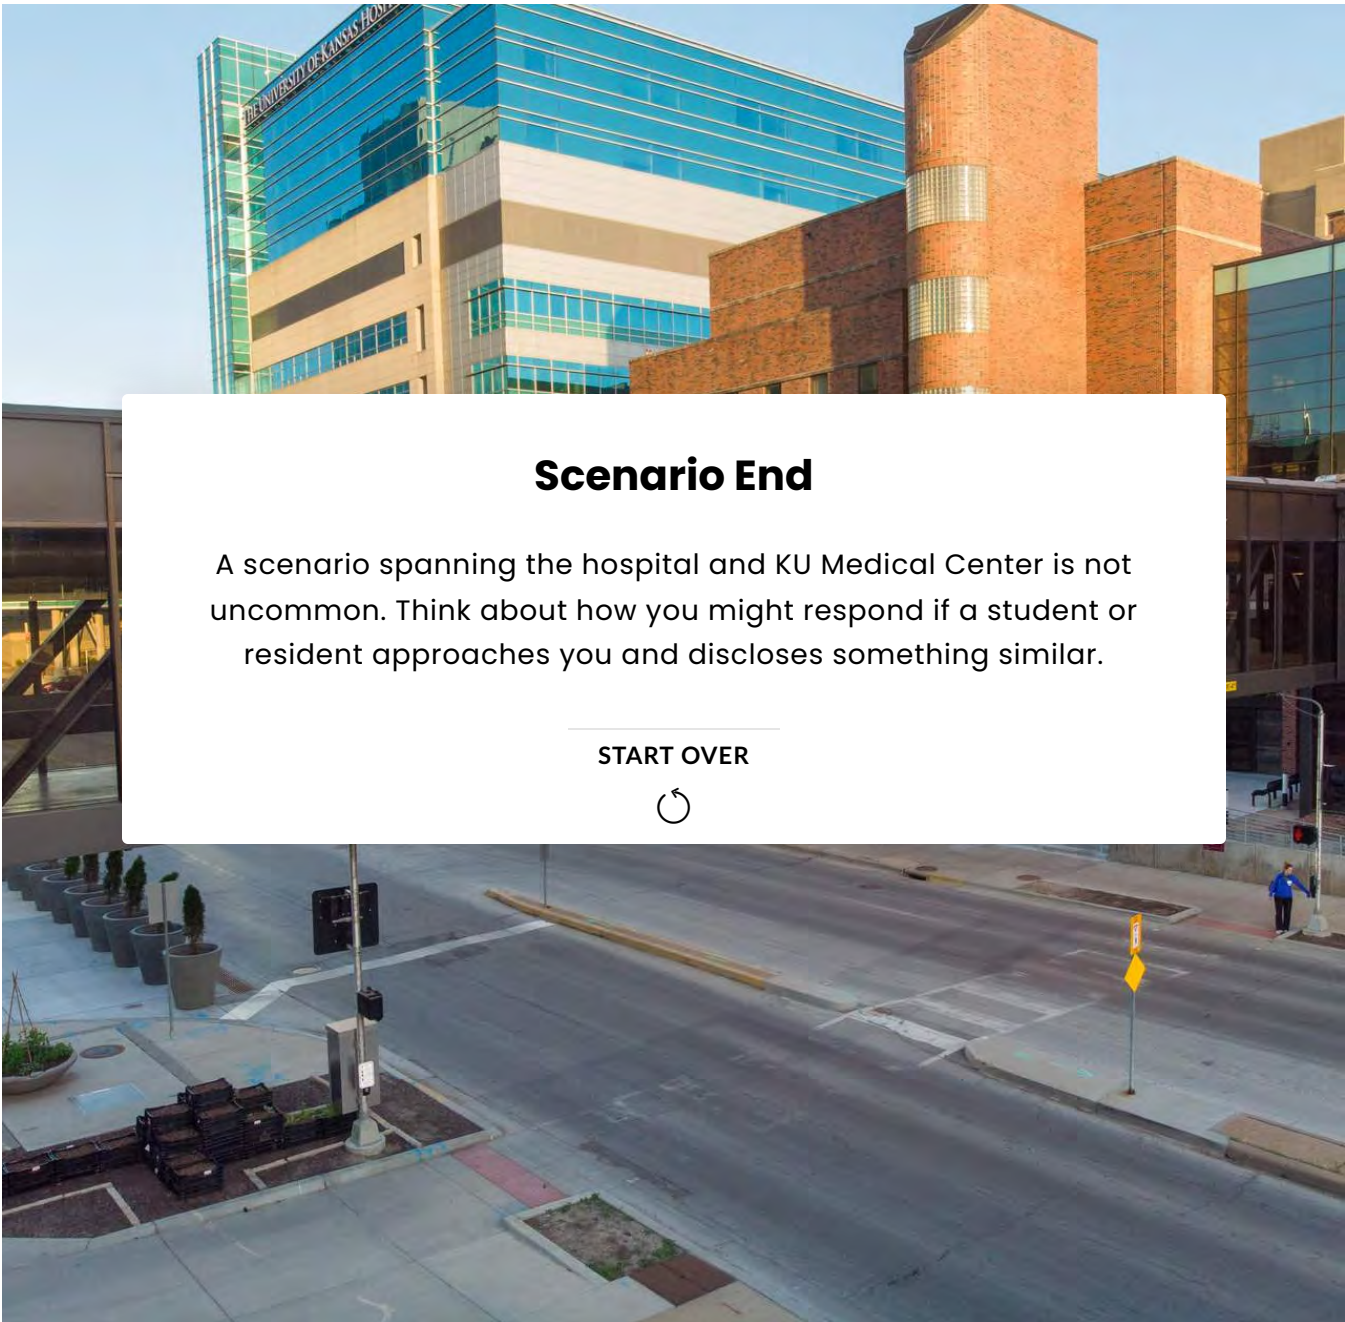 THE UNIVERSITY OF KANSAS HOSPI
Scenario End
A scenario spanning the hospital and KU Medical Center is not
uncommon. Think about how you might respond if a student or
resident approaches you and discloses something similar.
START OVER